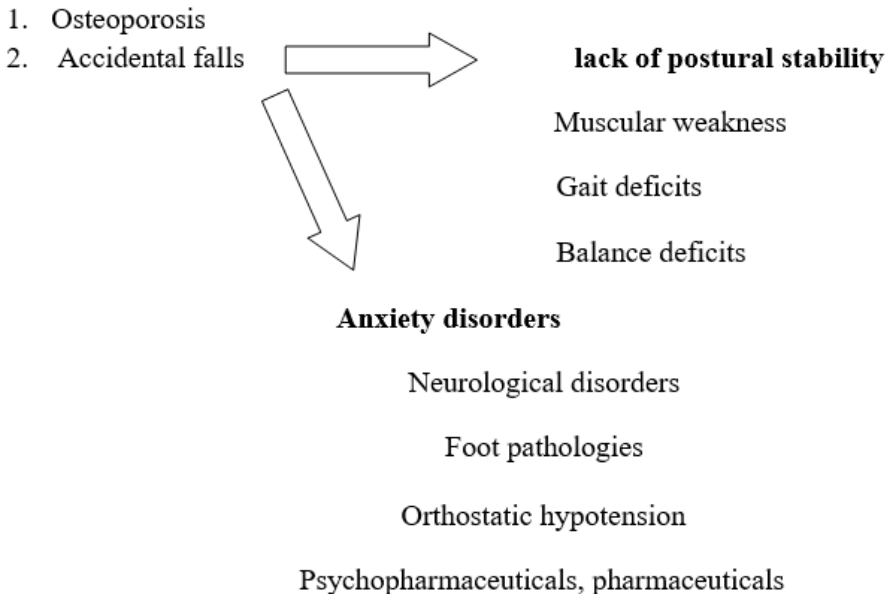 1. Osteoporosis
2. Accidental falls
lack of postural stability
Muscular weakness
Gait deficits
Balance deficits
Anxiety disorders
Neurological disorders
Foot pathologies
Orthostatic hypotension
Psychopharmaceuticals, pharmaceuticals